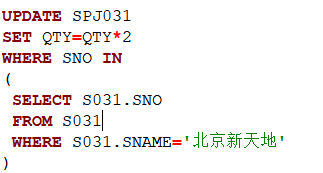 UPDATE SPJ031
SET QTY=QTY*2
WHERE SNO IN
(
SELECT S031.SNO
FROM S031
WHERE S031.SNAME='北京新天地'
)